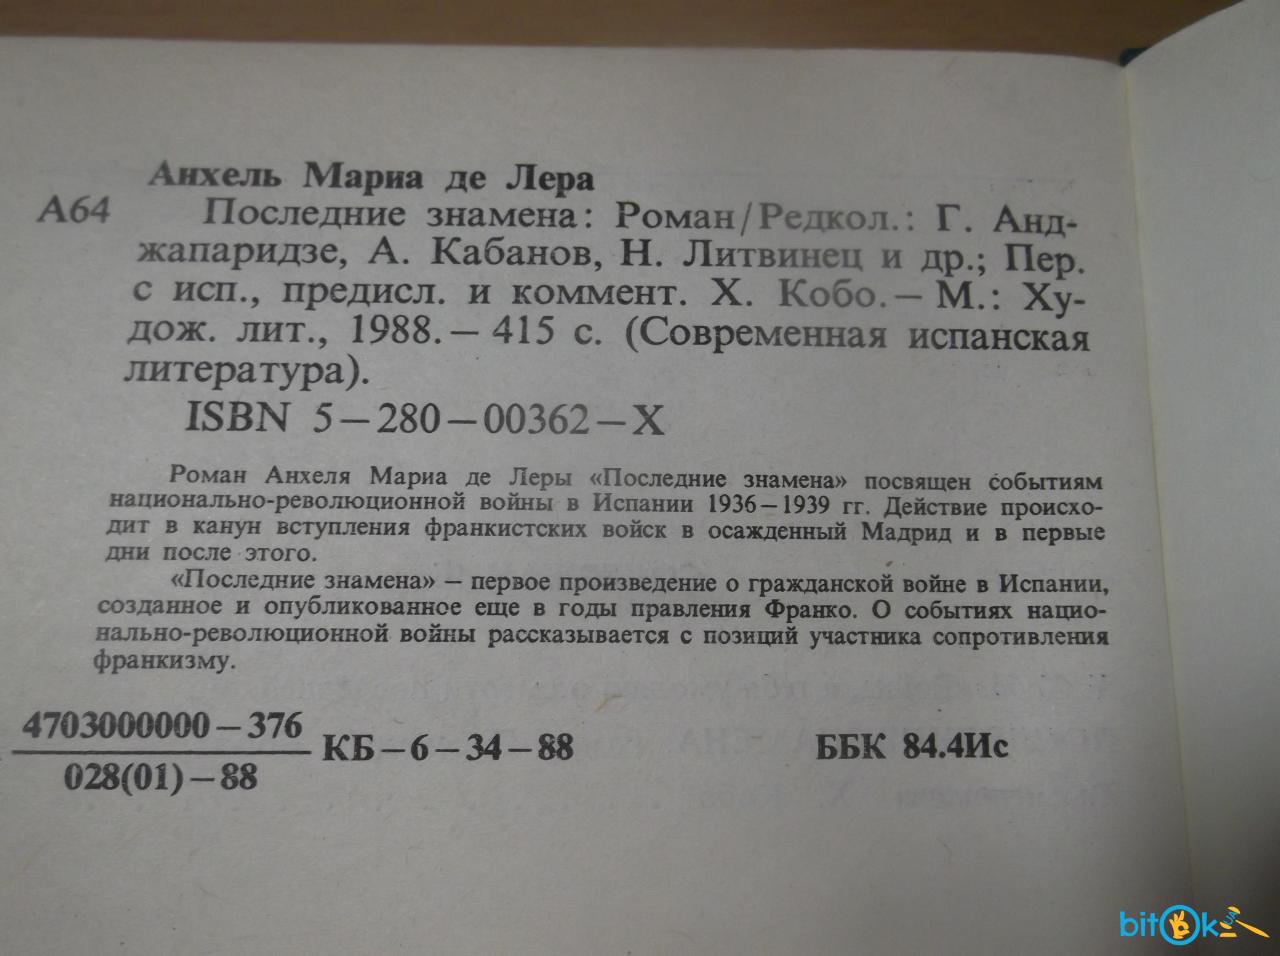 Анхель Мариа де Лера
А64 Последние знамена: Роман/Редкол.: Г. Анд-
жапаридзе, А. Кабанов, Н. Литвинец и др.; Пер.
с исп., предисл. и коммент. Х. Кобо.— М.: Ху-
дож. лит., 1988.— 415 с. (Современная испанская
литература).
ISBN 5—280—00362—X
Роман Анхеля Мариа де Леры «Последние знамена» посвящен событиям
национально-революционной войны в Испании 1936—1939 гг. Действие происхо-
дит в канун вступления франкистских войск в осажденный Мадрид и в первые
дни после этого.
«Последние знамена» — первое произведение о гражданской войне в Испании,
созданное и опубликованное еще в годы правления Франко. О событиях нацио-
нально-революционной войны рассказывается с позиций участника сопротивления
франкизму.
4703000000—376
028(01)—88
КБ—6—34—88
ББК 84.4Ис
bitOk
UA